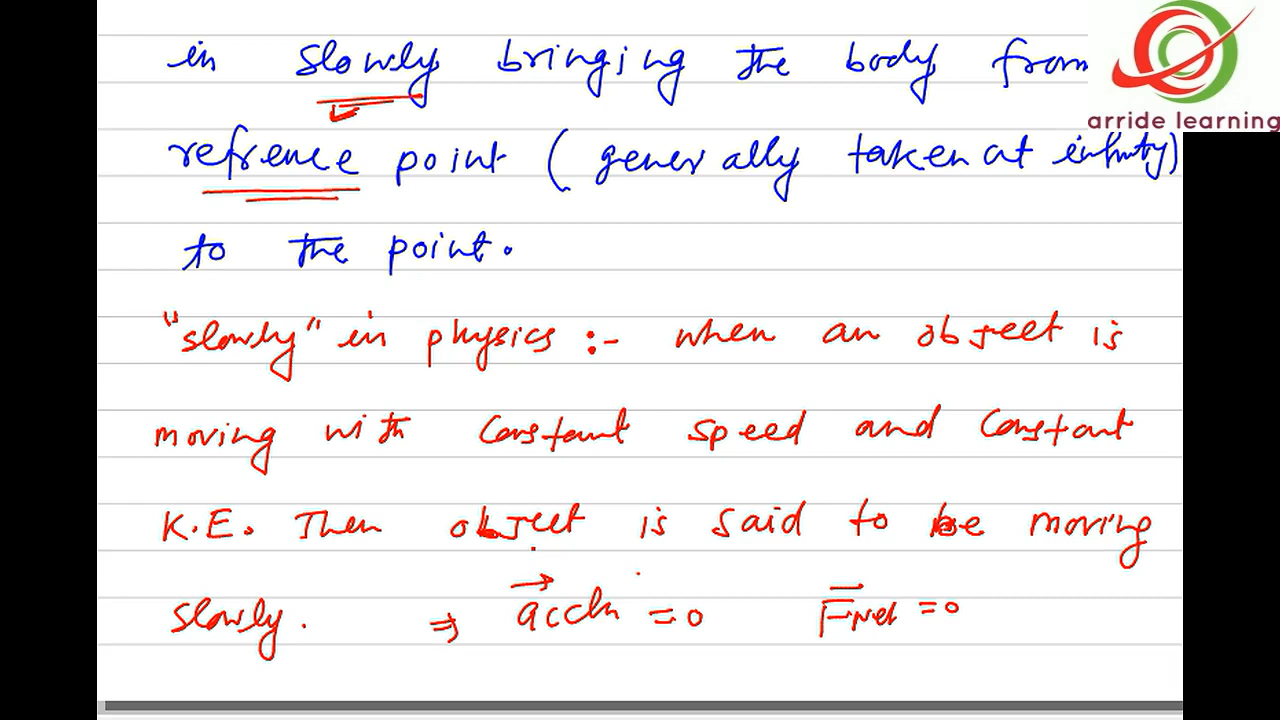 in slowly bringing the body from
arride learning
refrence point (generally taken at infinity)
to the point.
"slowly" in physics :- when an object is
moving with constant speed and constant
K.E. Then object is said to be moving
slowly. ⇒ accln = 0 Fnet = 0